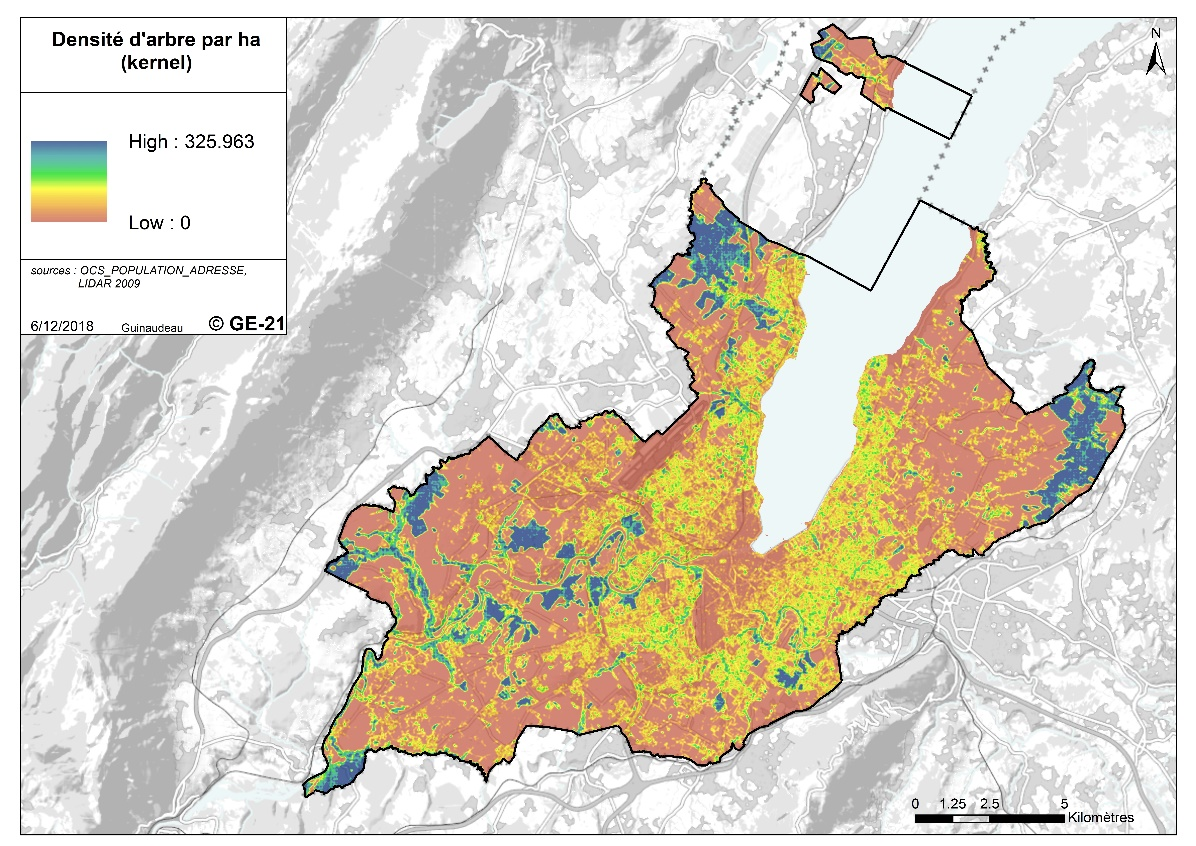 Densité d'arbre par ha
(kernel)
High : 325.963
Low : 0
sources : OCS_POPULATION_ADRESSE,
LIDAR 2009
6/12/2018 Guinaudeau © GE-21
N
0 1.25 2.5 5
Kilomètres